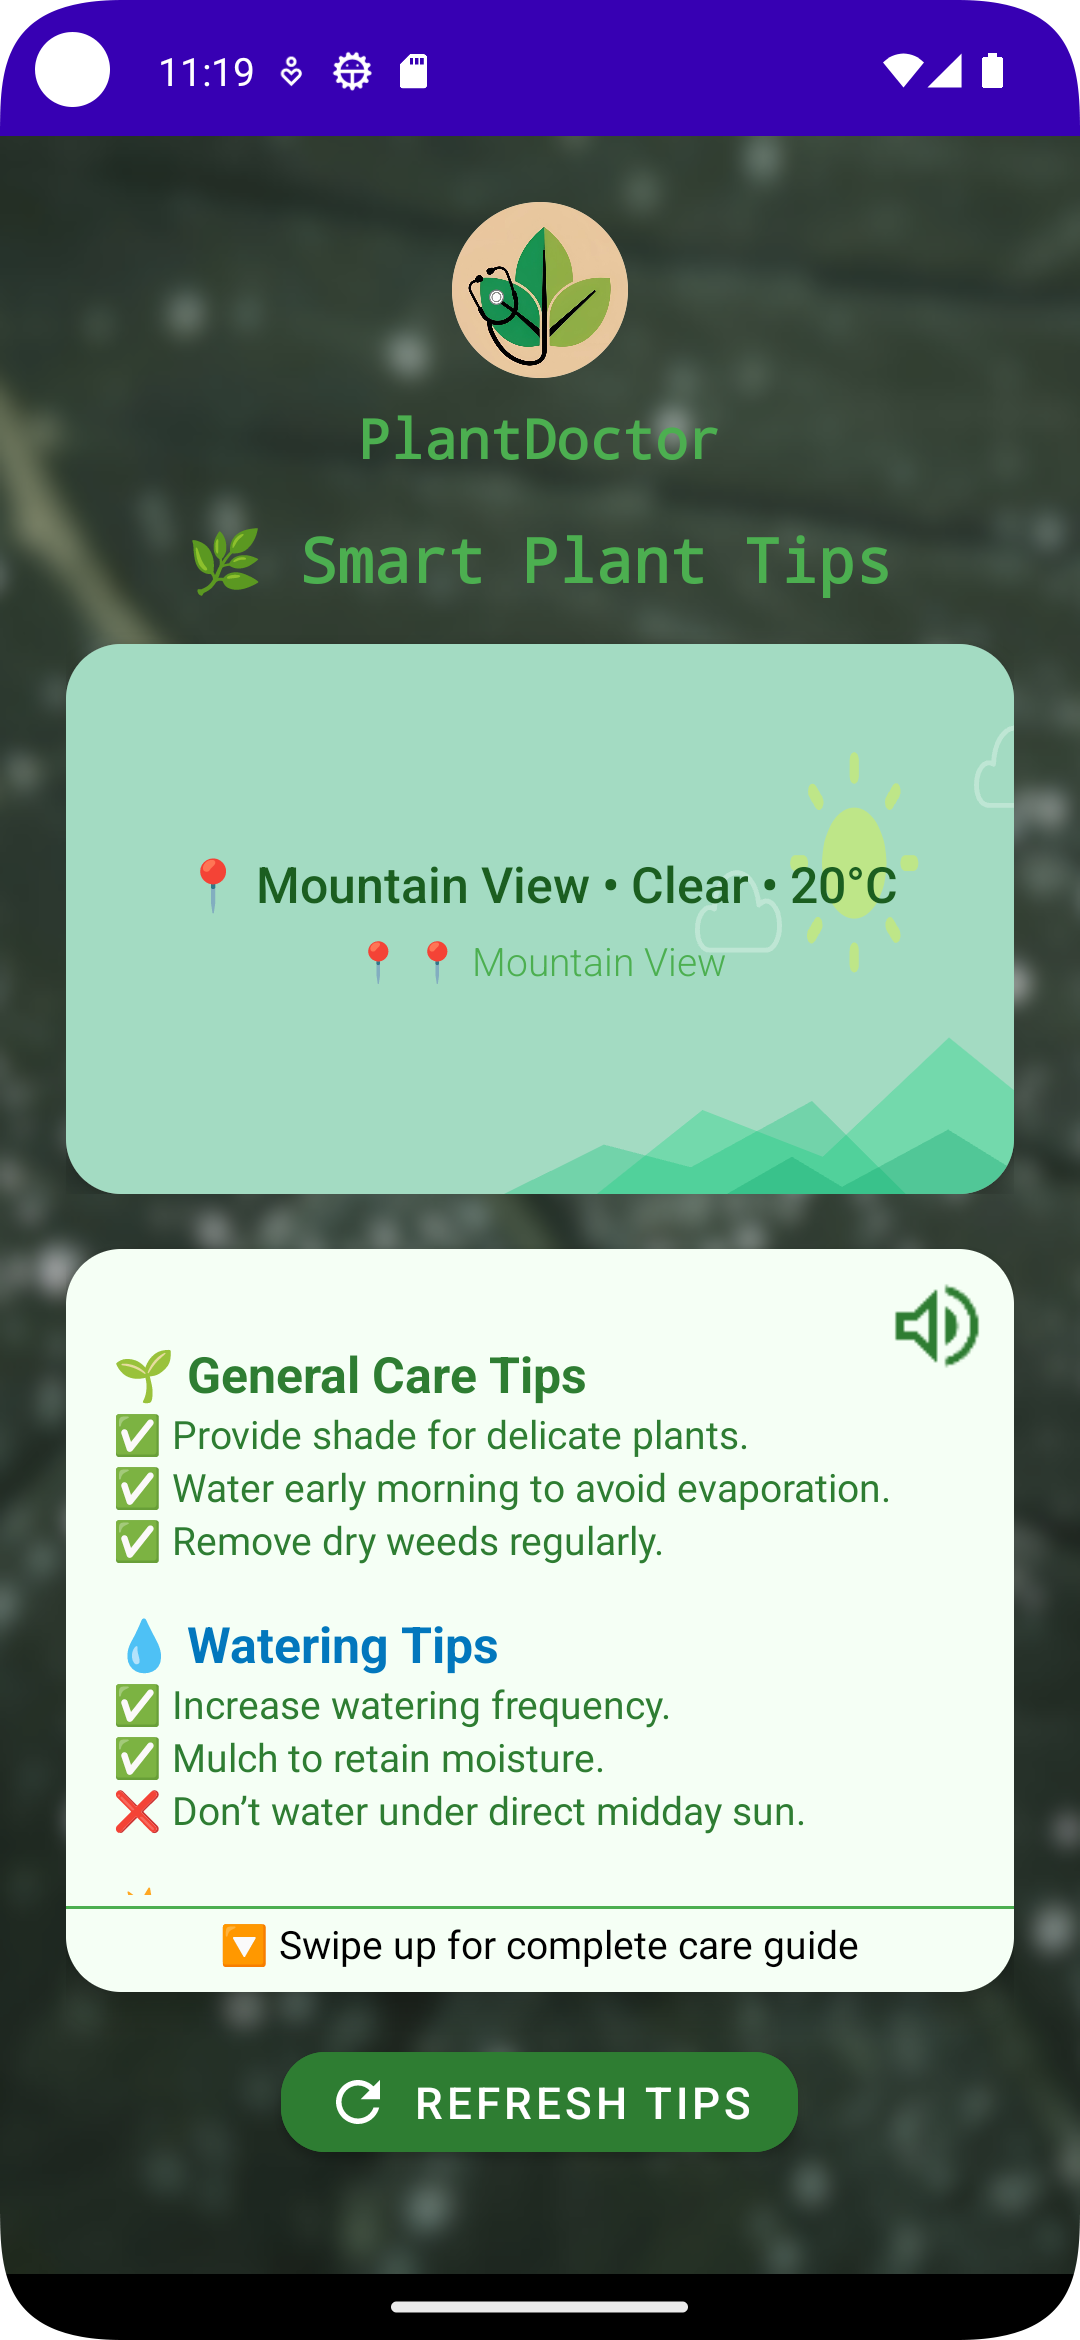 11:19
PlantDoctor
🌿 Smart Plant Tips
📍 Mountain View • Clear • 20°C
📍 📍 Mountain View
🌱 General Care Tips
✅ Provide shade for delicate plants.
✅ Water early morning to avoid evaporation.
✅ Remove dry weeds regularly.
💧 Watering Tips
✅ Increase watering frequency.
✅ Mulch to retain moisture.
❌ Don’t water under direct midday sun.
🔽 Swipe up for complete care guide
REFRESH TIPS